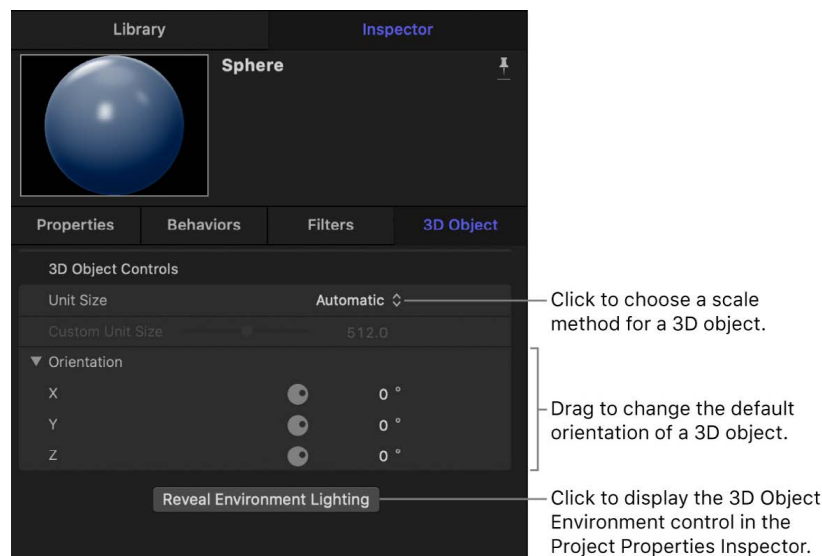 Library Inspector
Sphere
Properties Behaviors Filters 3D Object
3D Object Controls
Unit Size Automatic
Click to choose a scale
method for a 3D object.
Custom Unit Size 512.0
Orientation
X 0 °
Y 0 °
Z 0 °
Drag to change the default
orientation of a 3D object.
Reveal Environment Lighting
Click to display the 3D Object
Environment control in the
Project Properties Inspector.